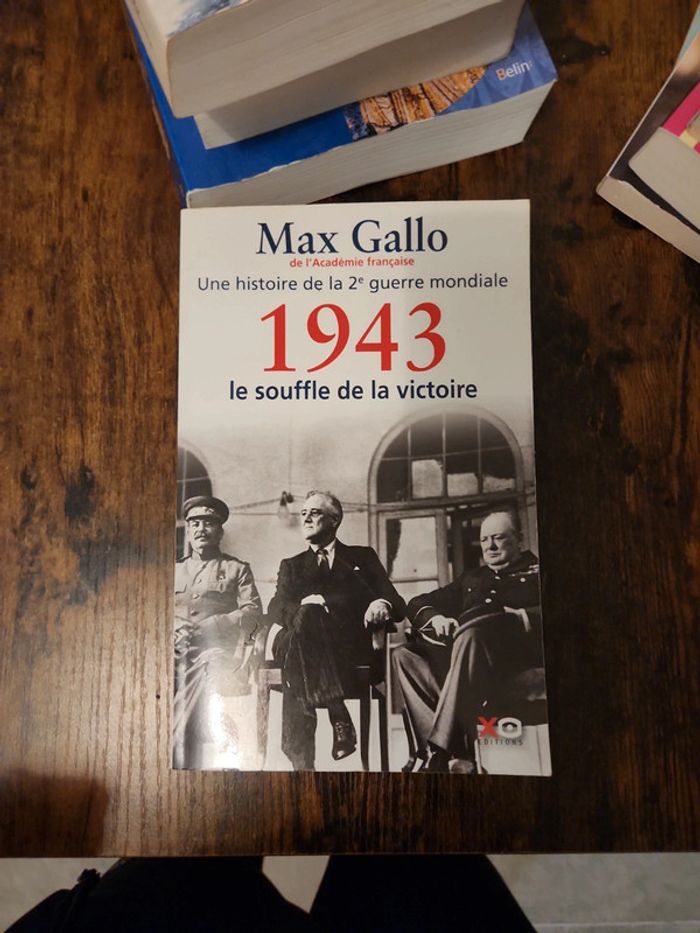 Belin:
Max Gallo
de l'Académie française
Une histoire de la 2e guerre mondiale
1943
le souffle de la victoire
XO
EDITIONS